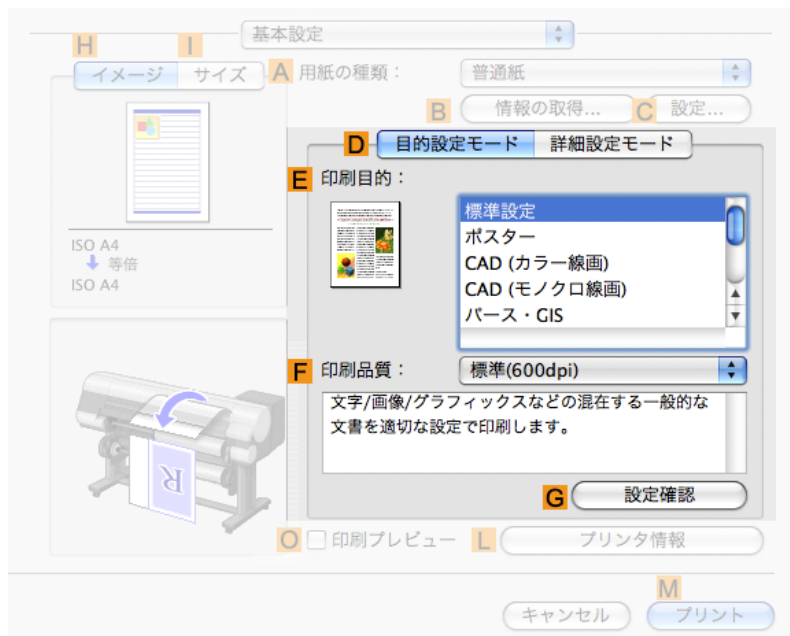 基本設定
H I
イメージ サイズ
A 用紙の種類： 普通紙
B 情報の取得... C 設定...
D 目的設定モード 詳細設定モード
E 印刷目的：
標準設定
ポスター
CAD (カラー線画)
CAD (モノクロ線画)
パース・GIS
ISO A4
等倍
ISO A4
F 印刷品質： 標準(600dpi)
文字/画像/グラフィックスなどの混在する一般的な
文書を適切な設定で印刷します。
R
G 設定確認
O 印刷プレビュー L プリンタ情報
M
キャンセル プリント